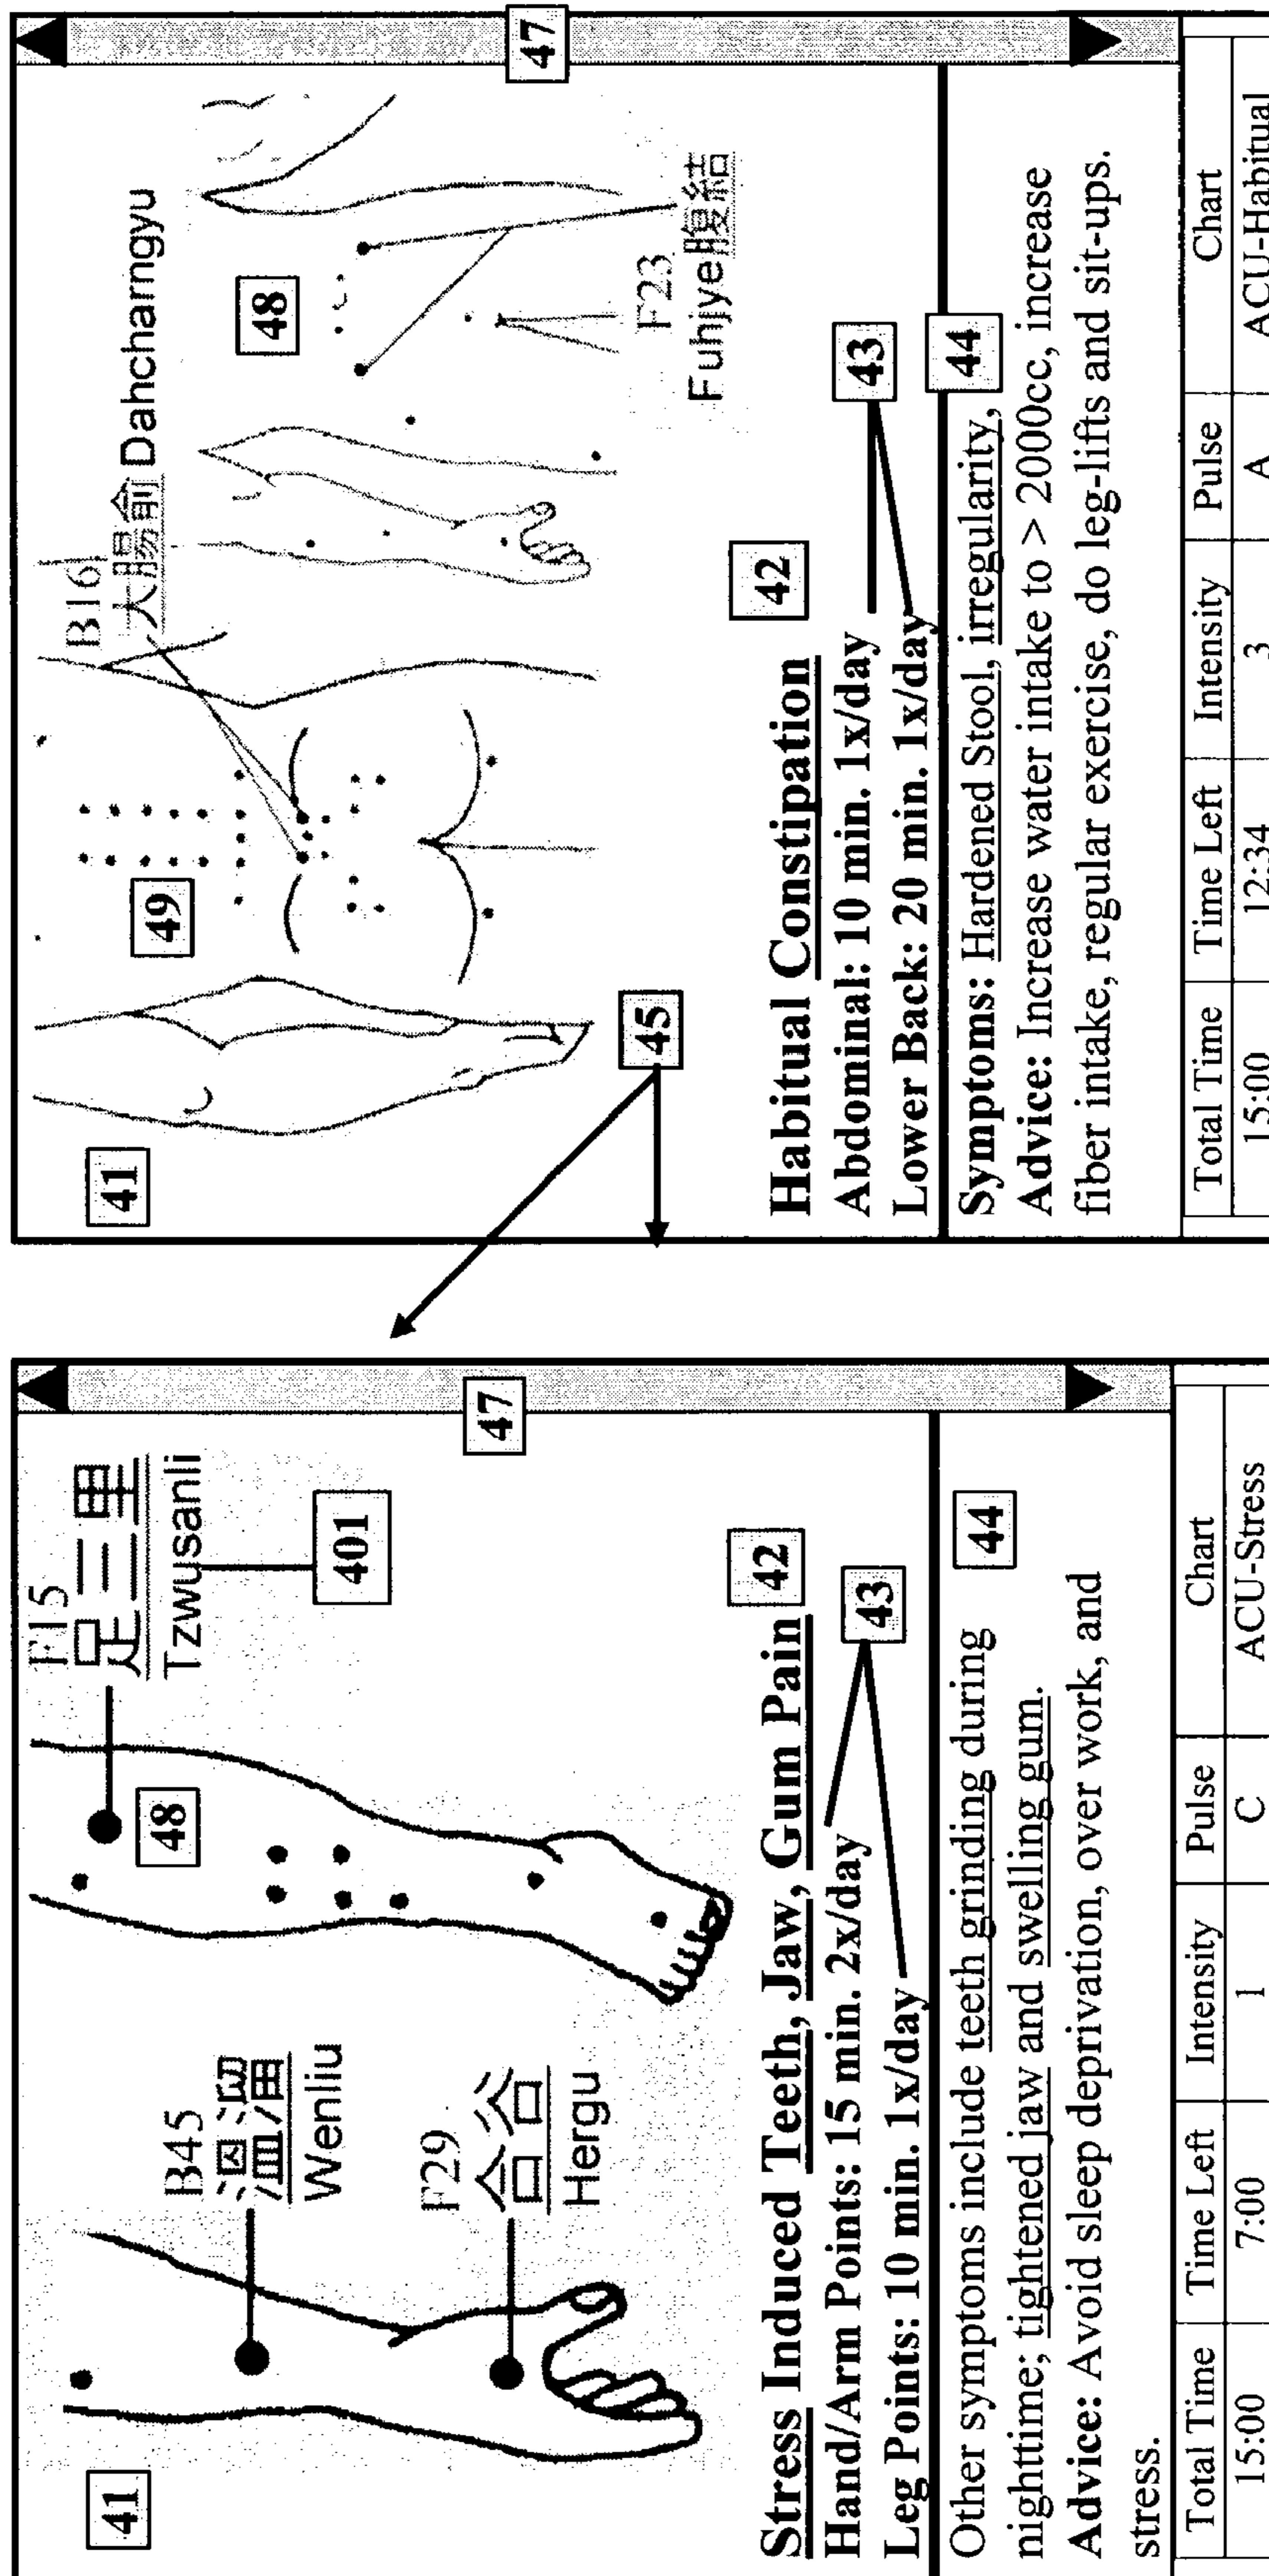 41
B45
溫溜
Wenliu
F29
合谷
Hergu
48
F15
足三里
Tzwusanli
401
47
42
Stress Induced Teeth, Jaw, Gum Pain
43
Hand/Arm Points: 15 min. 2x/day
Leg Points: 10 min. 1x/day
44
Other symptoms include teeth grinding during
nighttime; tightened jaw and swelling gum.
Advice: Avoid sleep deprivation, over work, and
stress.
Total Time Time Left Intensity Pulse Chart
15:00 7:00 1 C ACU-Stress
41
49
B16
大腸俞 Dahcharngyu
48
F23
Fuhjye腹結
47
45
42
Habitual Constipation
43
Abdominal: 10 min. 1x/day
Lower Back: 20 min. 1x/day
44
Symptoms: Hardened Stool, irregularity,
Advice: Increase water intake to > 2000cc, increase
fiber intake, regular exercise, do leg-lifts and sit-ups.
Total Time Time Left Intensity Pulse Chart
15:00 12:34 3 A ACU-Habitual